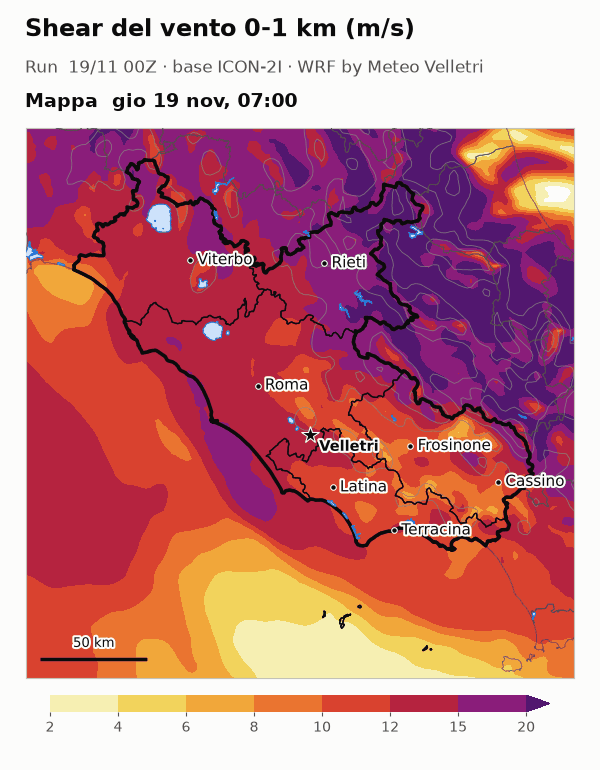 Shear del vento 0-1 km (m/s)
Run  19/11 00Z · base ICON-2I · WRF by Meteo Velletri
Mappa  gio 19 nov, 07:00
Viterbo
Rieti
Roma
Velletri
Frosinone
Latina
Cassino
Terracina
50 km
2 4 6 8 10 12 15 20